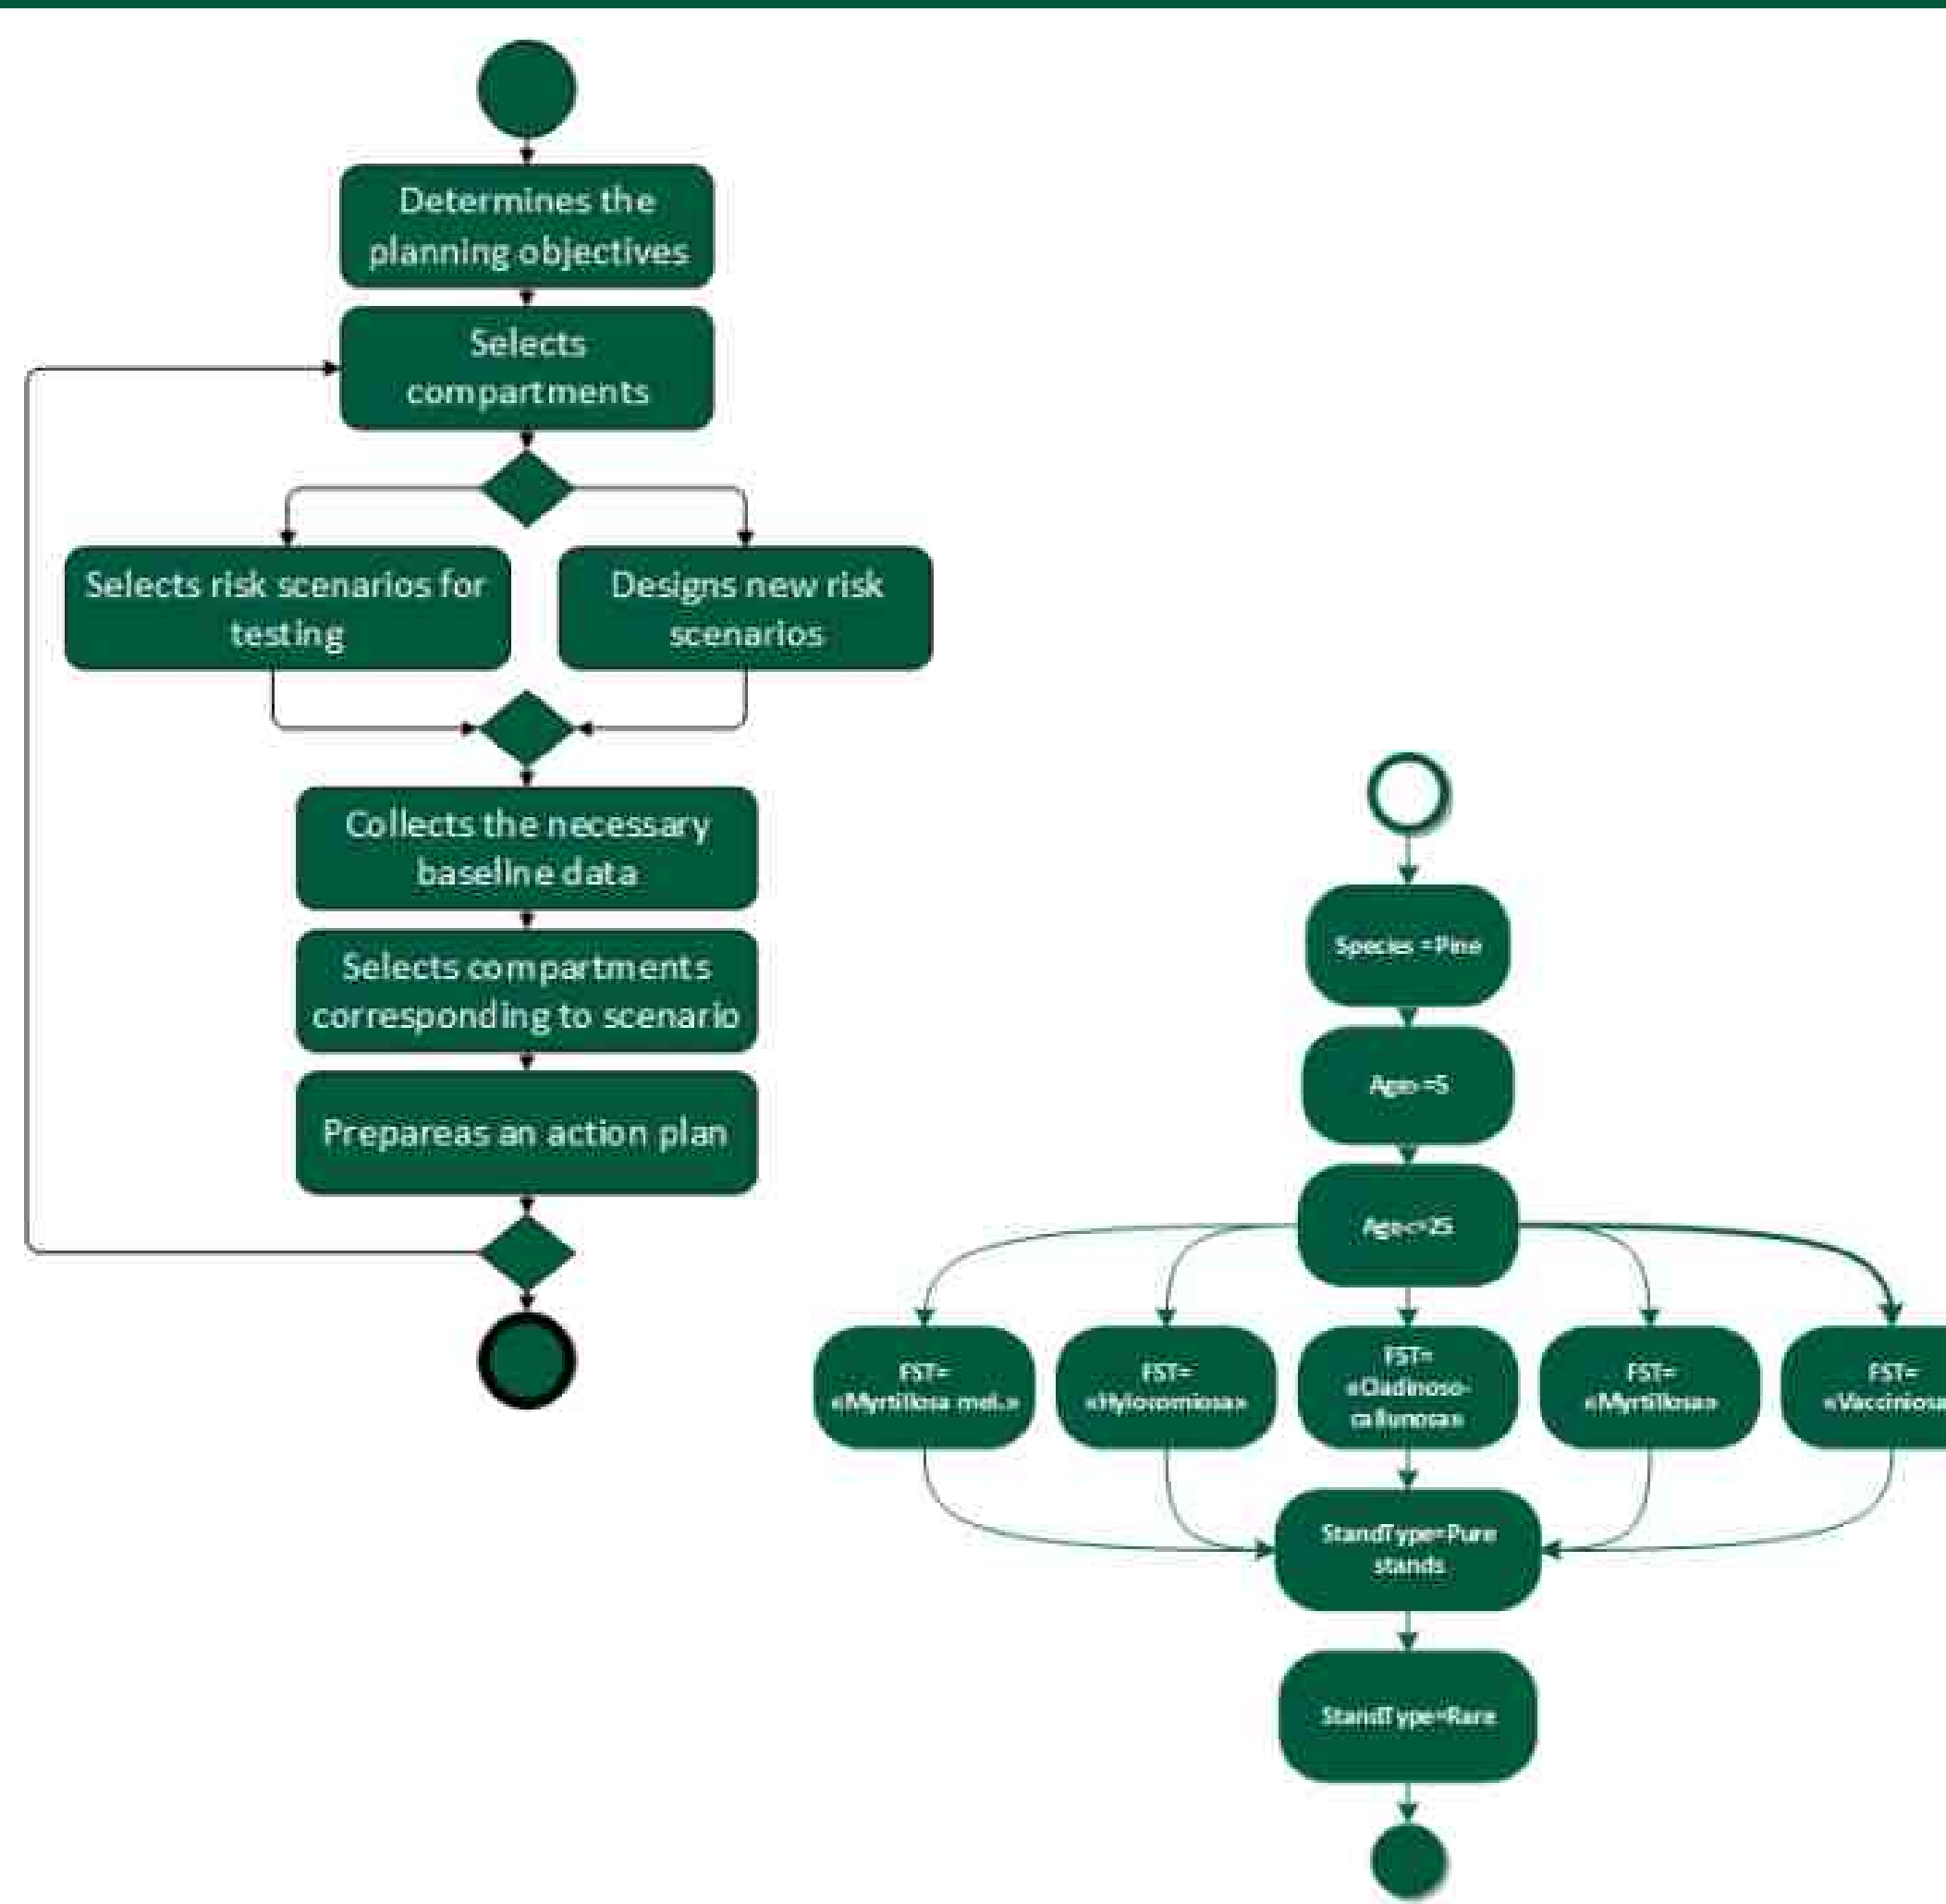 Determines the
planning objectives
Selects
compartments
Selects risk scenarios for
testing
Designs new risk
scenarios
Collects the necessary
baseline data
Selects compartments
corresponding to scenario
Prepareas an action plan
Species =Pine
=5
Age<=25
FST=
«Myrtillosa mel.»
FST=
«Hylocomiosa»
FST=
«Cladinoso-
callunosa»
FST=
«Myrtillosa»
FST=
«Vacciniosa
StandType=Pure
stands
StandType=Rare